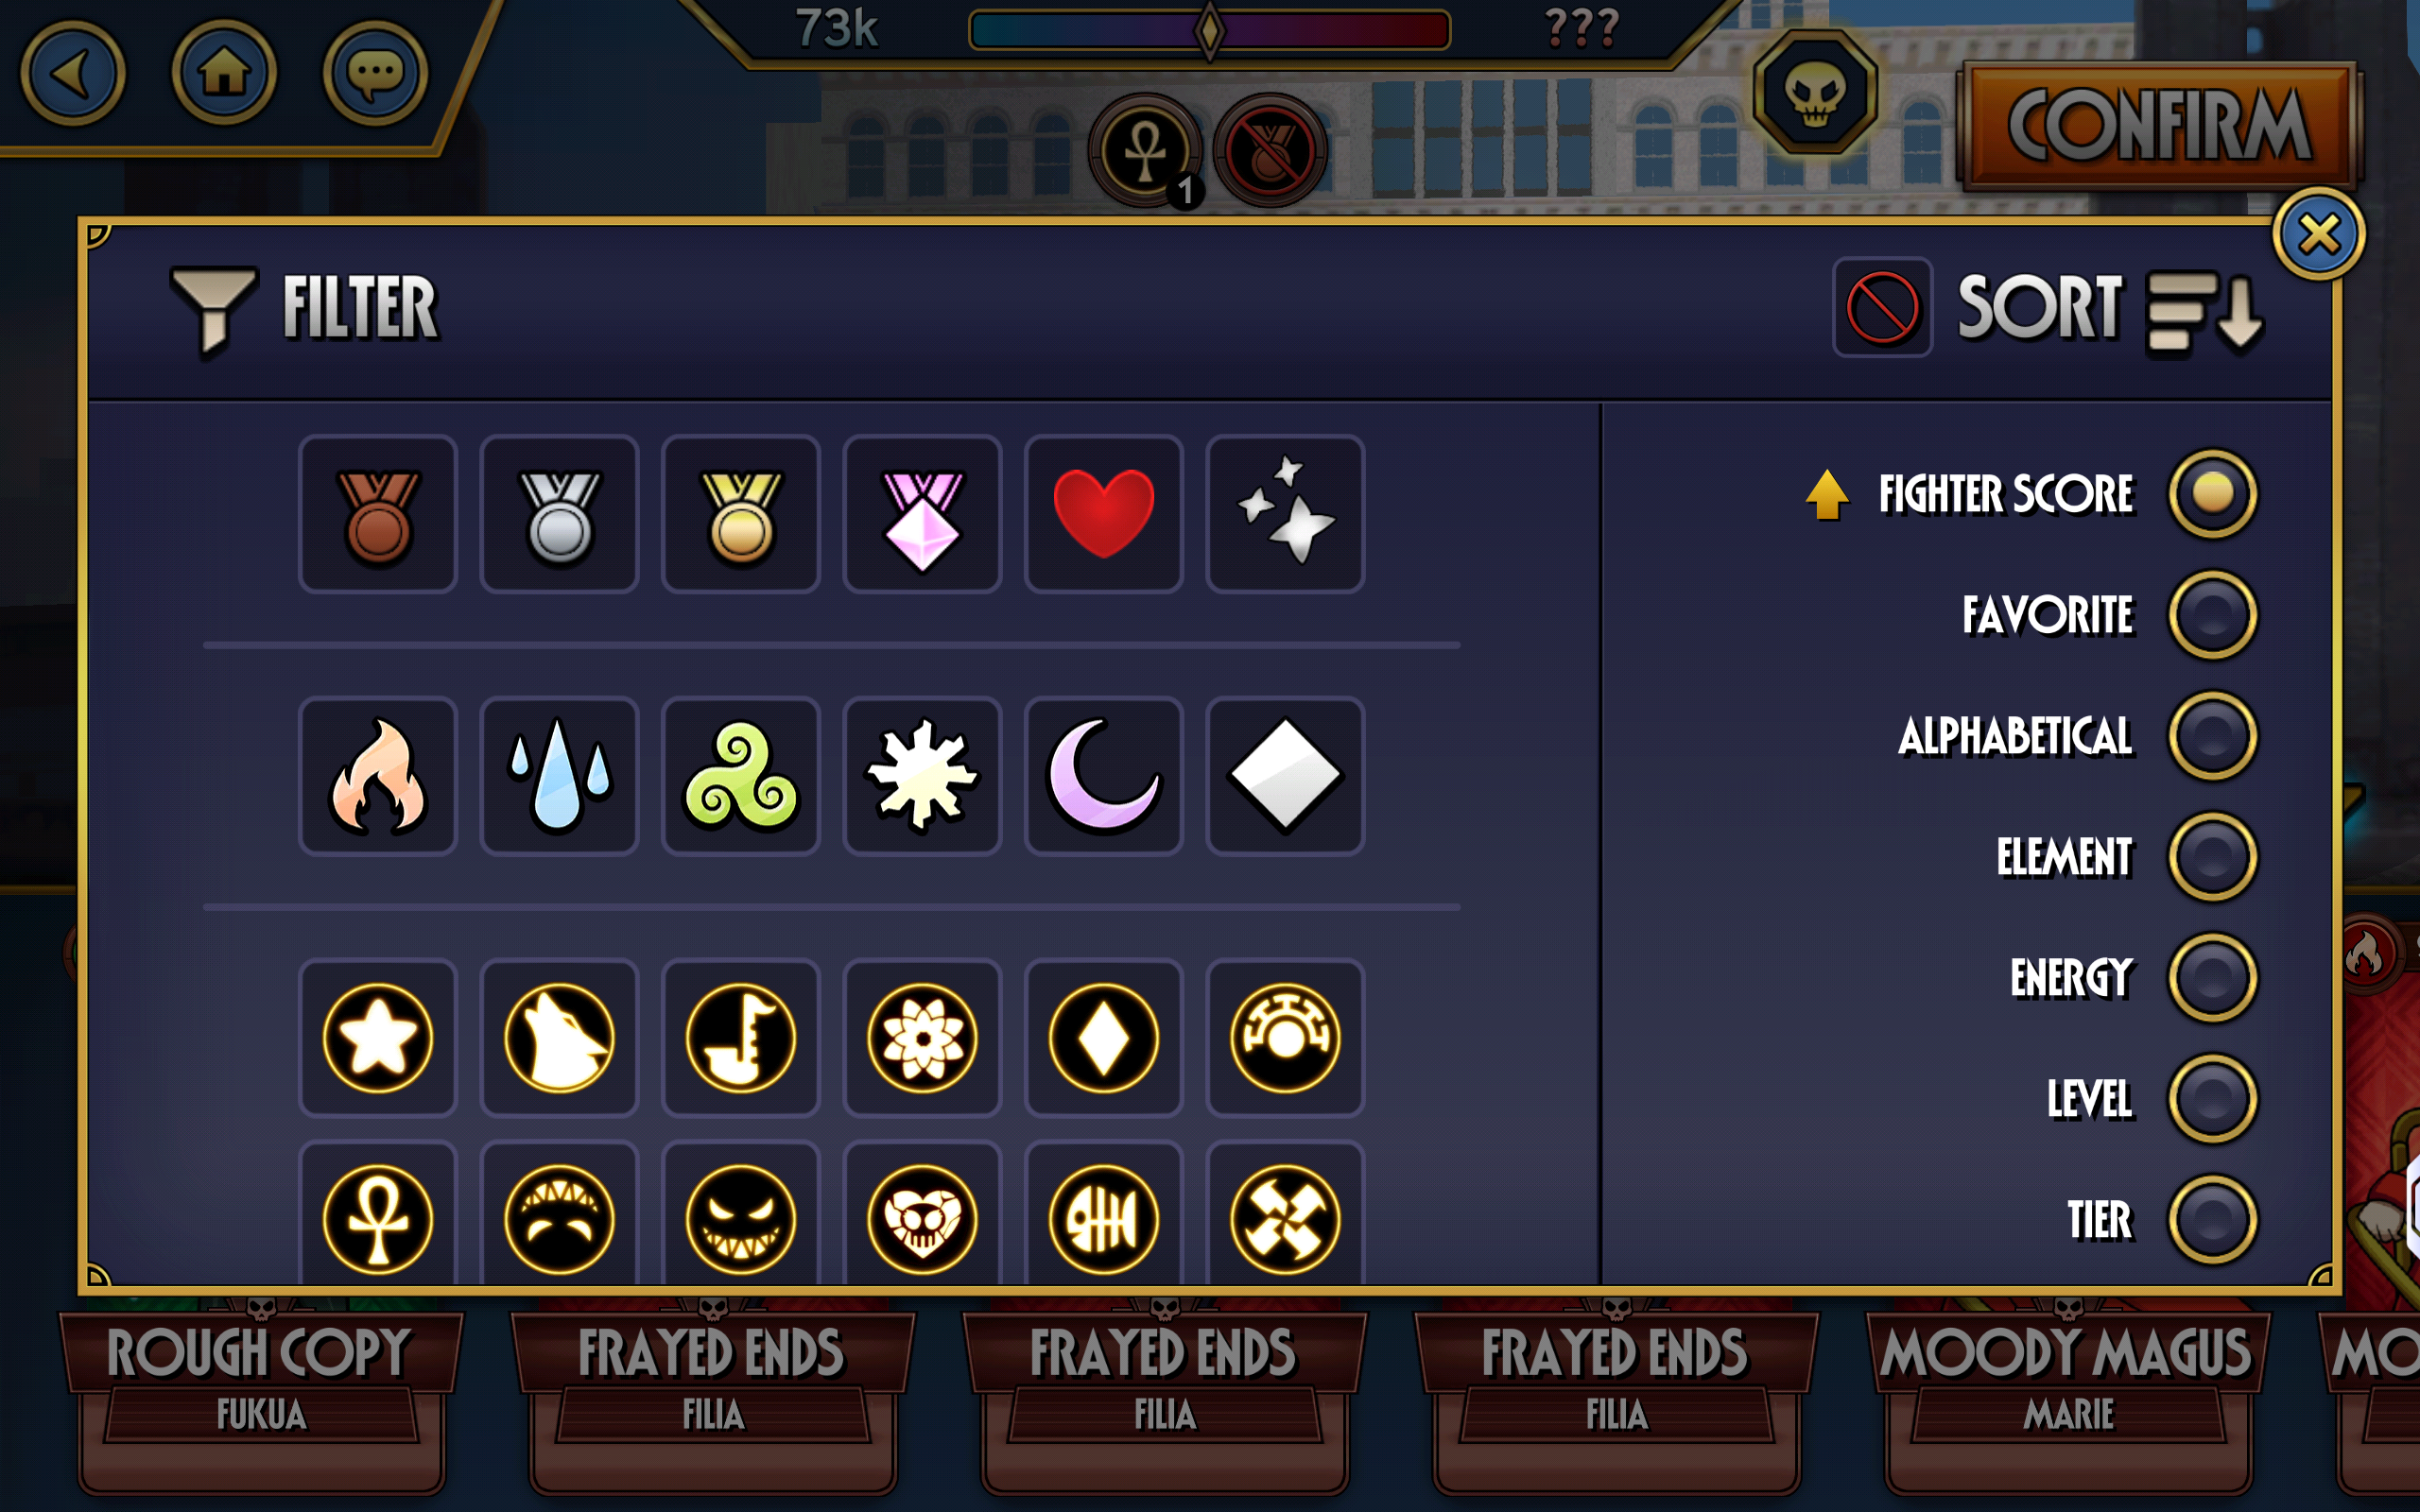 73k
???
CONFIRM
1
FILTER
SORT
FIGHTER SCORE
FAVORITE
ALPHABETICAL
ELEMENT
ENERGY
LEVEL
TIER
ROUGH COPY
FUKUA
FRAYED ENDS
FILIA
FRAYED ENDS
FILIA
FRAYED ENDS
FILIA
MOODY MAGUS
MARIE
MO